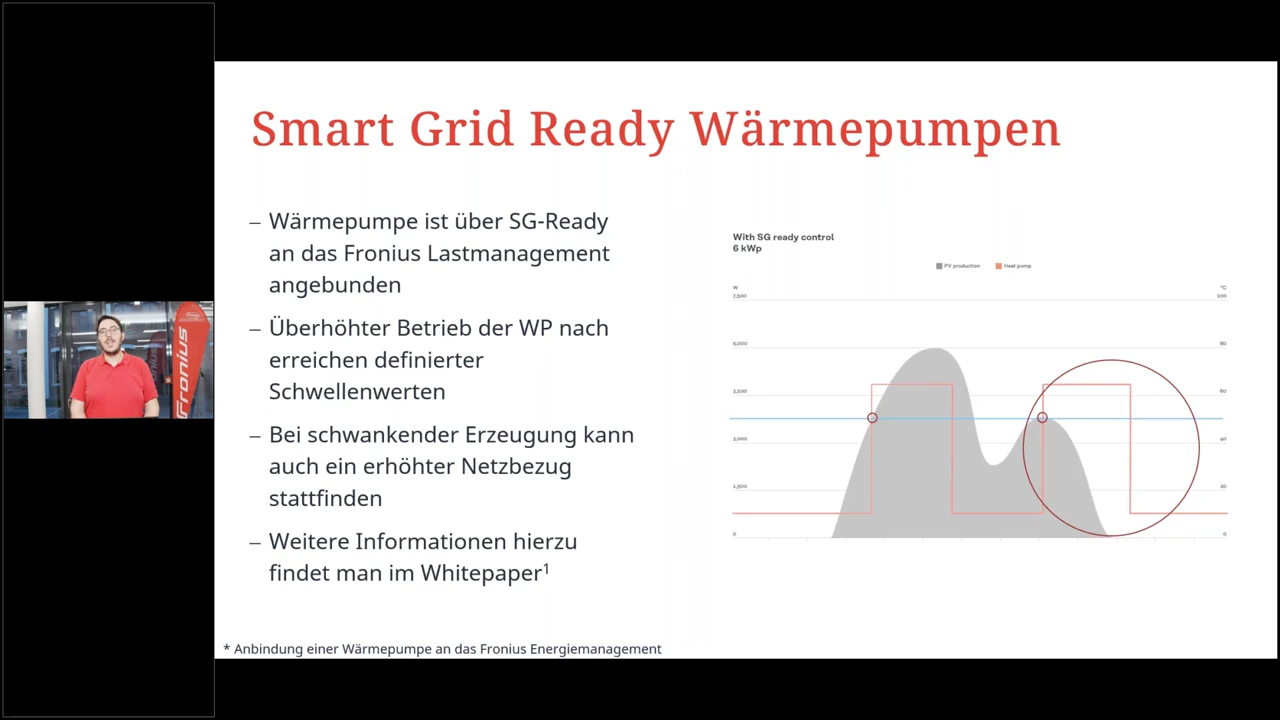 Smart Grid Ready Wärmepumpen
– Wärmepumpe ist über SG-Ready
an das Fronius Lastmanagement
angebunden
– Überhöhter Betrieb der WP nach
erreichen definierter
Schwellenwerten
– Bei schwankender Erzeugung kann
auch ein erhöhter Netzbezug
stattfinden
– Weitere Informationen hierzu
findet man im Whitepaper¹
* Anbindung einer Wärmepumpe an das Fronius Energiemanagement
With SG ready control
6 kWp
PV production Heat pump
W °C
7,500 100
5,000 80
3,500 60
2,000 40
1,500 20
0 0
Fronius